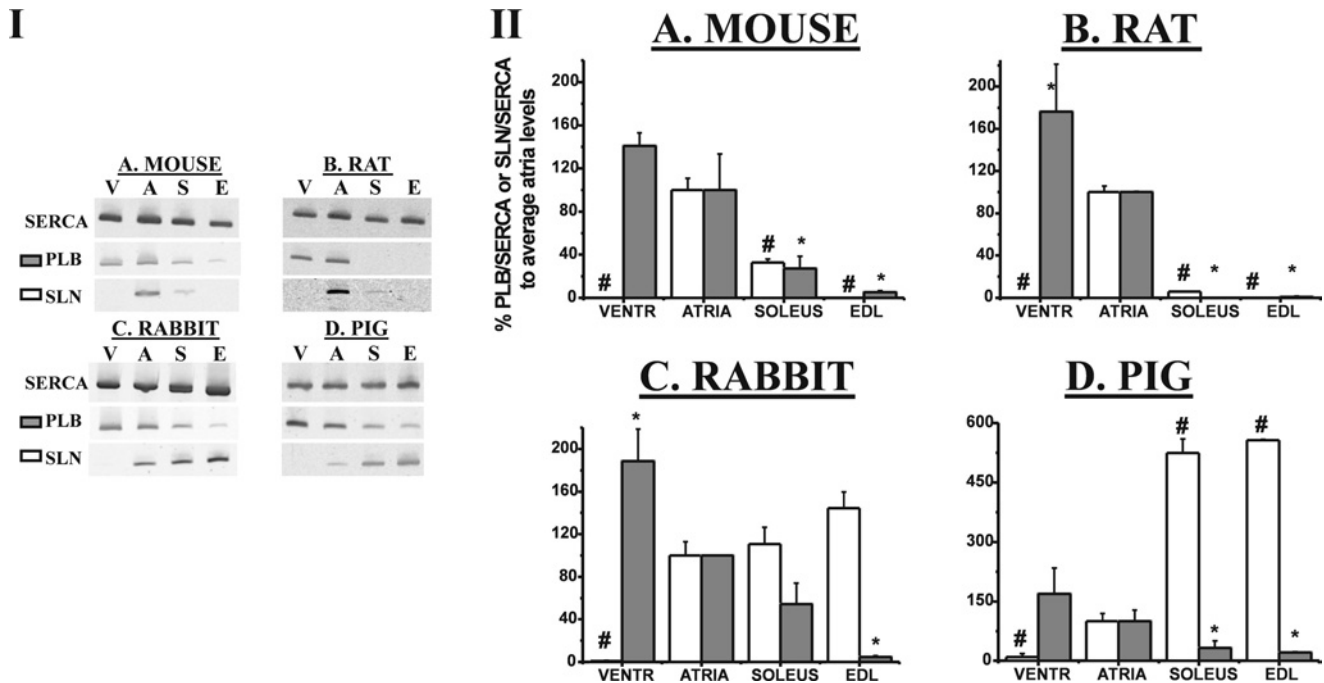 I
A. MOUSE
V A S E
SERCA
PLB
SLN
B. RAT
V A S E
C. RABBIT
V A S E
SERCA
PLB
SLN
D. PIG
V A S E
II
A. MOUSE
% PLB/SERCA or SLN/SERCA
to average atria levels
200
160
120
80
40
0
# # * # *
VENTR ATRIA SOLEUS EDL
B. RAT
200
160
120
80
40
0
# * # * # *
VENTR ATRIA SOLEUS EDL
C. RABBIT
200
160
120
80
40
0
# * *
VENTR ATRIA SOLEUS EDL
D. PIG
600
450
300
150
0
# # * # *
VENTR ATRIA SOLEUS EDL